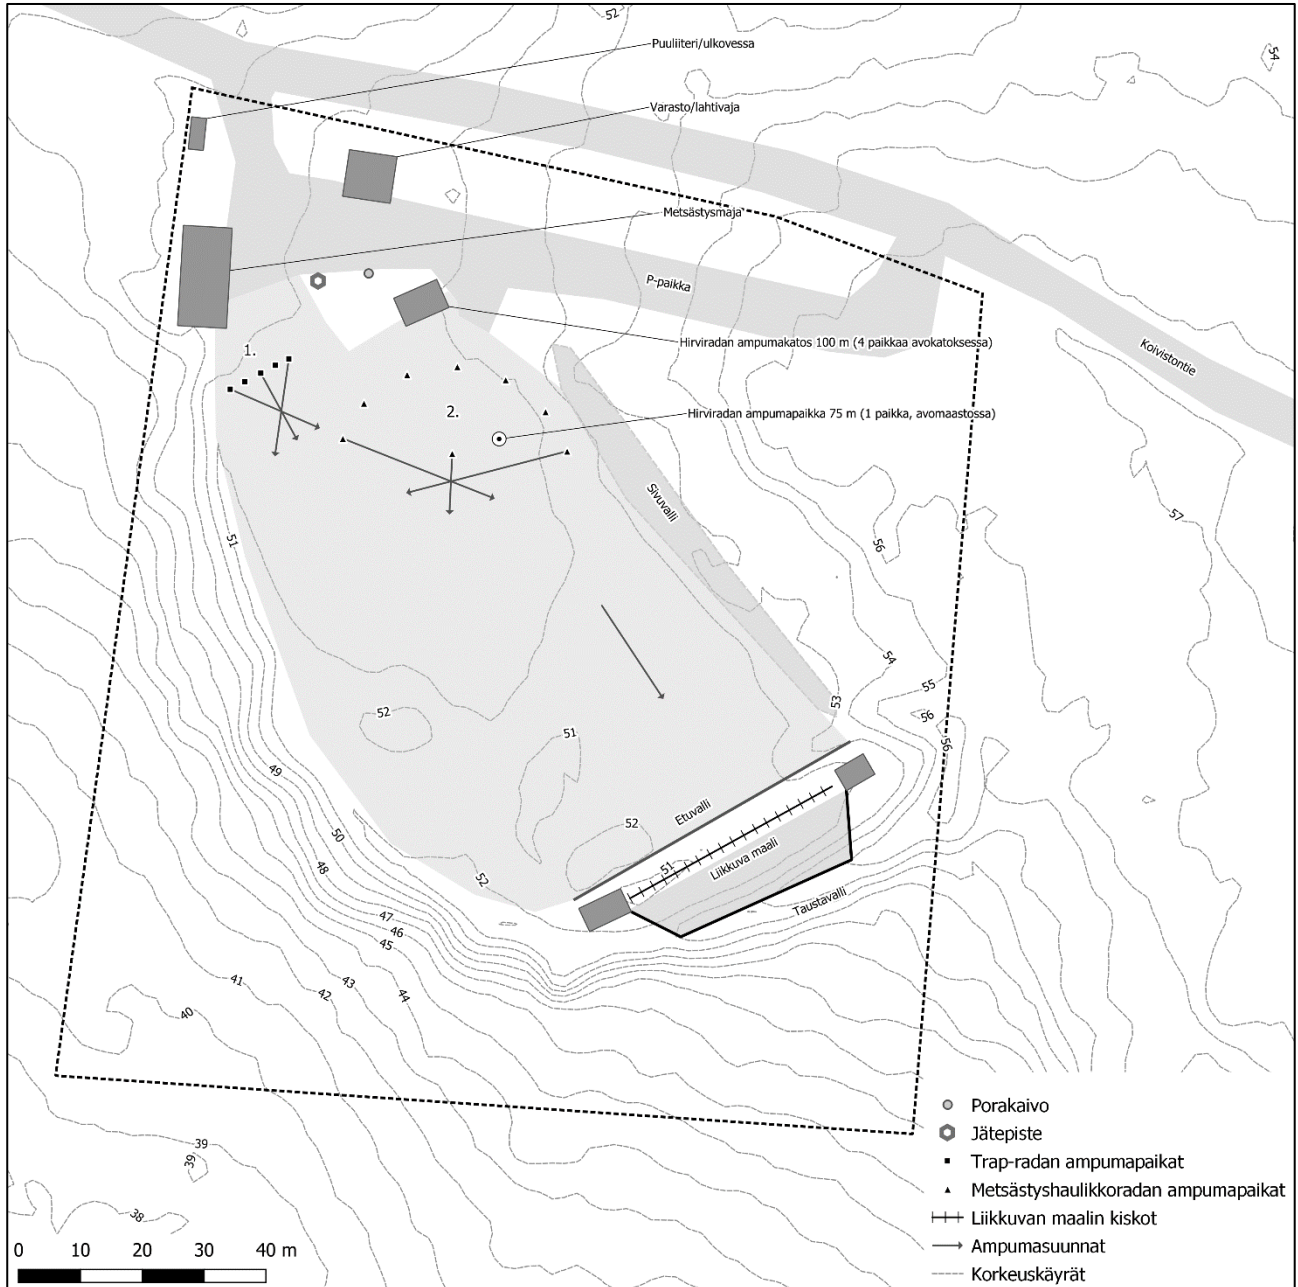 52
54
Puuliiteri/ulkovessa
Varasto/lahtivaja
Metsästysmaja
P-paikka
Hirviradan ampumakatos 100 m (4 paikkaa avokatoksessa)
Koivistontie
1.
2.
Hirviradan ampumapaikka 75 m (1 paikka, avomaastossa)
Sivuvalli
57
51
56
54
55
53
56
52
51
56
49
52
50
Etuvalli
Liikkuva maali
51
48
52
Taustavalli
47
46
45
41
43
42
44
40
39
39
38
Porakaivo
Jätepiste
Trap-radan ampumapaikat
Metsästyshaulikkoradan ampumapaikat
Liikkuvan maalin kiskot
Ampumasuunnat
Korkeuskäyrät
0 10 20 30 40 m